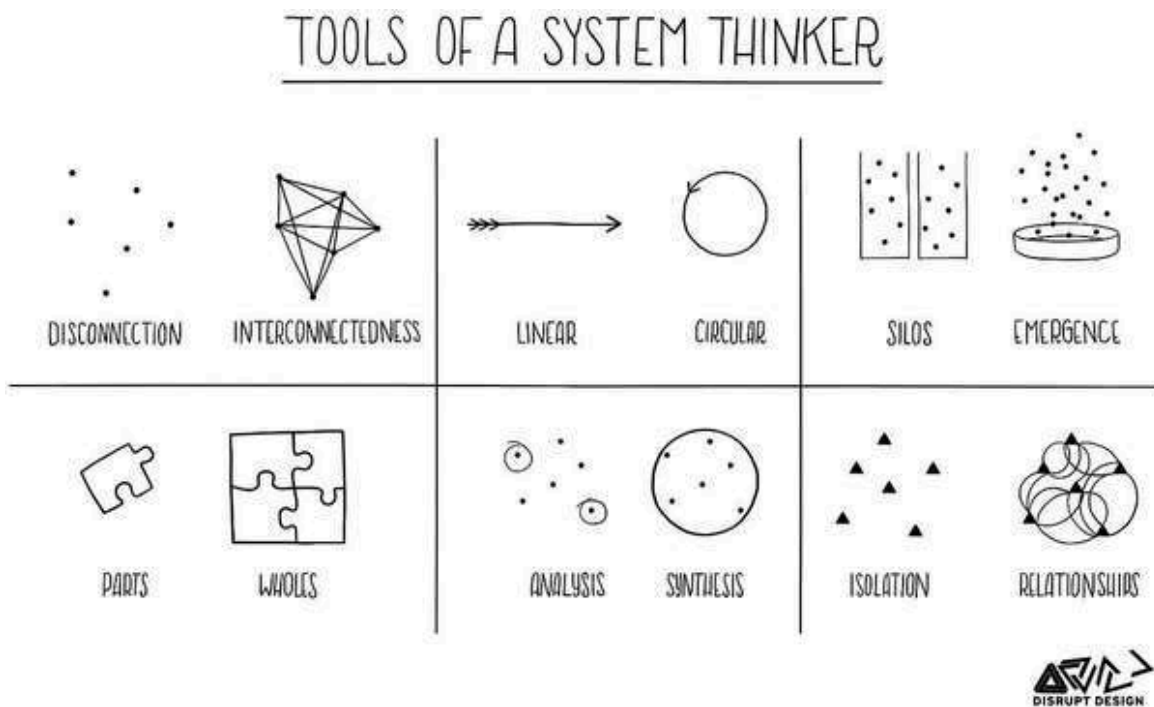 TOOLS OF A SYSTEM THINKER
DISCONNECTION INTERCONNECTEDNESS
LINEAR CIRCULAR
SILOS EMERGENCE
PARTS WHOLES
ANALYSIS SYNTHESIS
ISOLATION RELATIONSHIPS
DISRUPT DESIGN